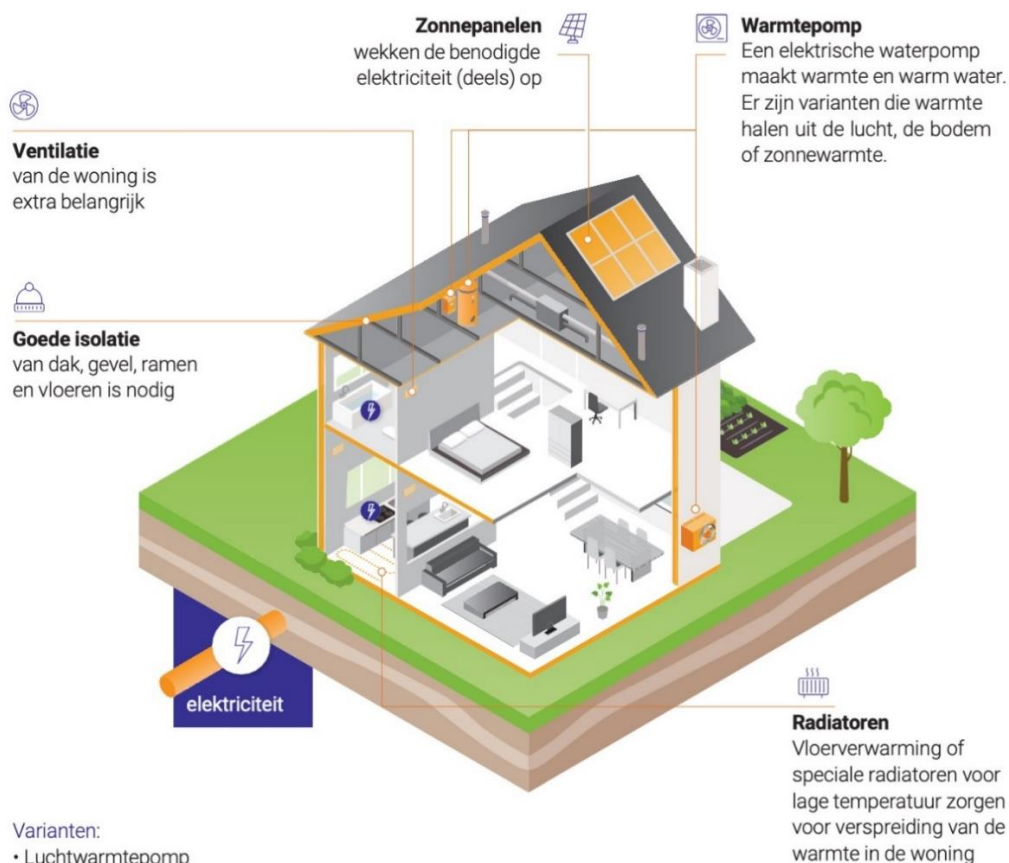 Zonnepanelen
wekken de benodigde
elektriciteit (deels) op
Warmtepomp
Een elektrische waterpomp
maakt warmte en warm water.
Er zijn varianten die warmte
halen uit de lucht, de bodem
of zonnewarmte.
Ventilatie
van de woning is
extra belangrijk
Goede isolatie
van dak, gevel, ramen
en vloeren is nodig
elektriciteit
Radiatoren
Vloerverwarming of
speciale radiatoren voor
lage temperatuur zorgen
voor verspreiding van de
warmte in de woning
Varianten:
• Luchtwarmtepomp